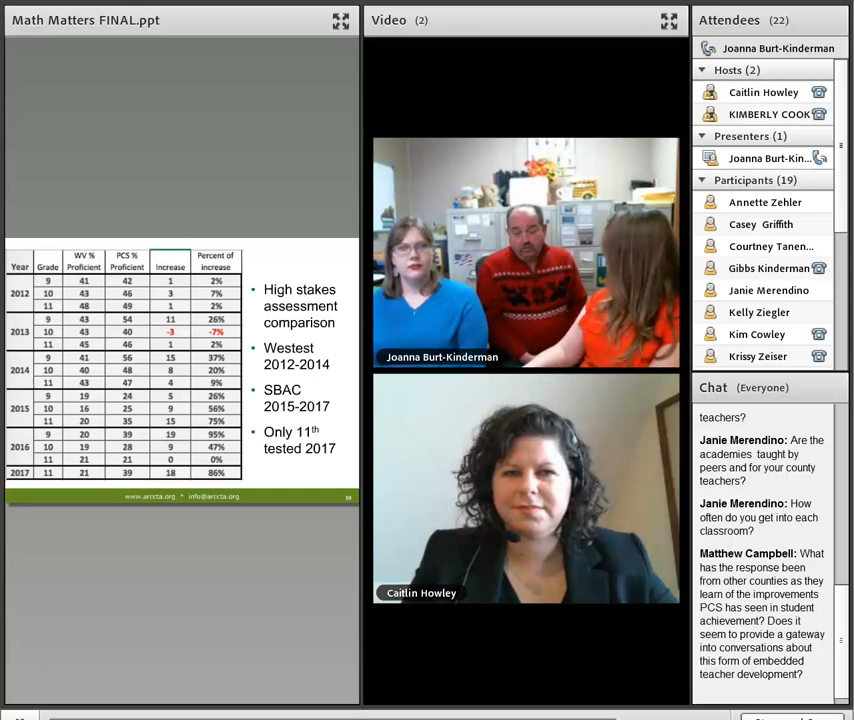 Math Matters FINAL.ppt
Year Grade WV % Proficient PCS % Proficient Increase Percent of increase
2012 9 41 42 1 2%
10 43 46 3 7%
11 48 49 1 2%
2013 9 43 54 11 26%
10 43 40 -3 -7%
11 45 46 1 2%
2014 9 41 56 15 37%
10 40 48 8 20%
11 43 47 4 9%
2015 9 19 24 5 26%
10 16 25 9 56%
11 20 35 15 75%
2016 9 20 39 19 95%
10 19 28 9 47%
11 21 21 0 0%
2017 11 21 39 18 86%
• High stakes
assessment
comparison
• Westest
2012-2014
• SBAC
2015-2017
• Only 11th
tested 2017
www.arccta.org * info@arccta.org
Video (2)
Joanna Burt-Kinderman
Caitlin Howley
Attendees (22)
Joanna Burt-Kinderman
Hosts (2)
Caitlin Howley
KIMBERLY COOK
Presenters (1)
Joanna Burt-Kin...
Participants (19)
Annette Zehler
Casey Griffith
Courtney Tanen...
Gibbs Kinderman
Janie Merendino
Kelly Ziegler
Kim Cowley
Krissy Zeiser
Chat (Everyone)
teachers?
Janie Merendino: Are the
academies taught by
peers and for your county
teachers?
Janie Merendino: How
often do you get into each
classroom?
Matthew Campbell: What
has the response been
from other counties as they
learn of the improvements
PCS has seen in student
achievement? Does it
seem to provide a gateway
into conversations about
this form of embedded
teacher development?